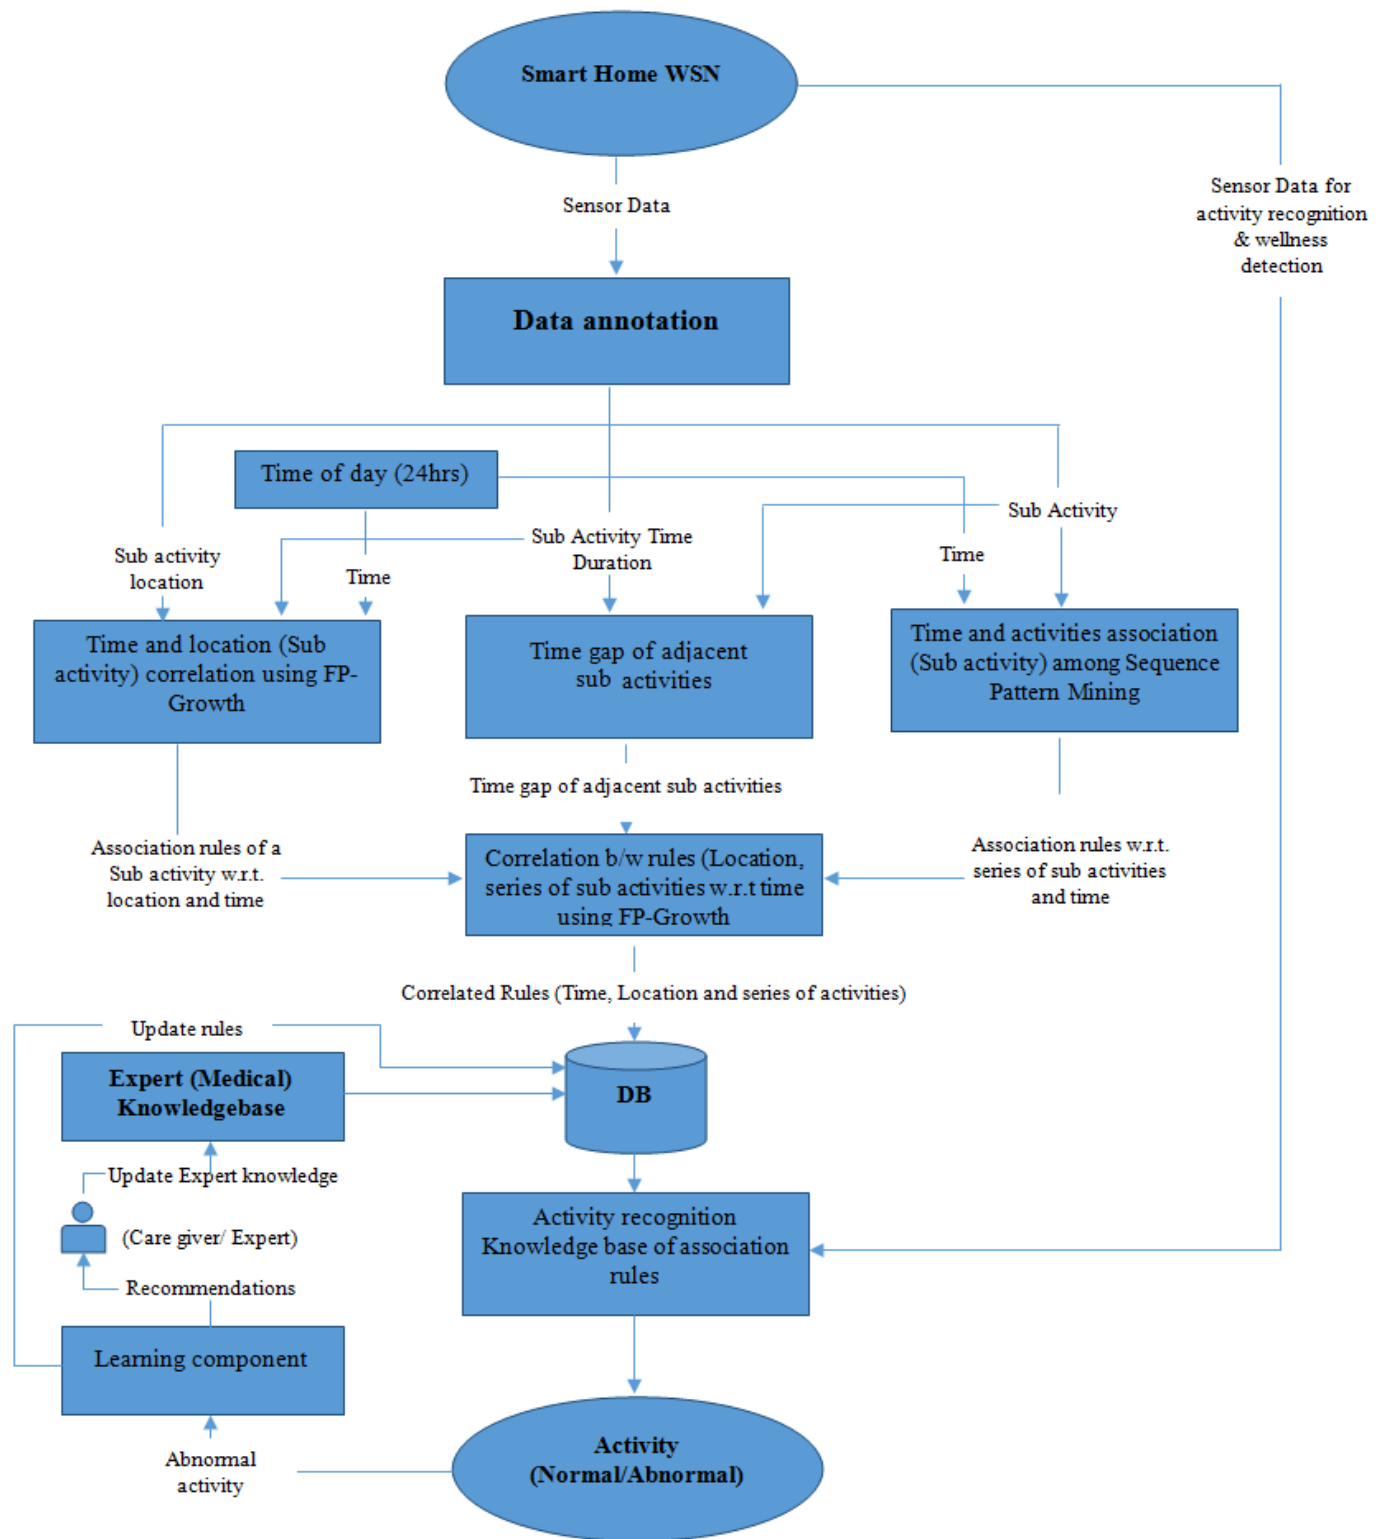 Smart Home WSN
Sensor Data
Sensor Data for
activity recognition
& wellness
detection
Data annotation
Time of day (24hrs)
Sub Activity
Sub activity
location
Time
Sub Activity Time
Duration
Time
Time and location (Sub
activity) correlation using FP-
Growth
Time gap of adjacent
sub activities
Time and activities association
(Sub activity) among Sequence
Pattern Mining
Time gap of adjacent sub activities
Association rules of a
Sub activity w.r.t.
location and time
Correlation b/w rules (Location,
series of sub activities w.r.t time
using FP-Growth
Association rules w.r.t.
series of sub activities
and time
Correlated Rules (Time, Location and series of activities)
Update rules
Expert (Medical)
Knowledgebase
DB
Update Expert knowledge
(Care giver/ Expert)
Activity recognition
Knowledge base of association
rules
Recommendations
Learning component
Abnormal
activity
Activity
(Normal/Abnormal)